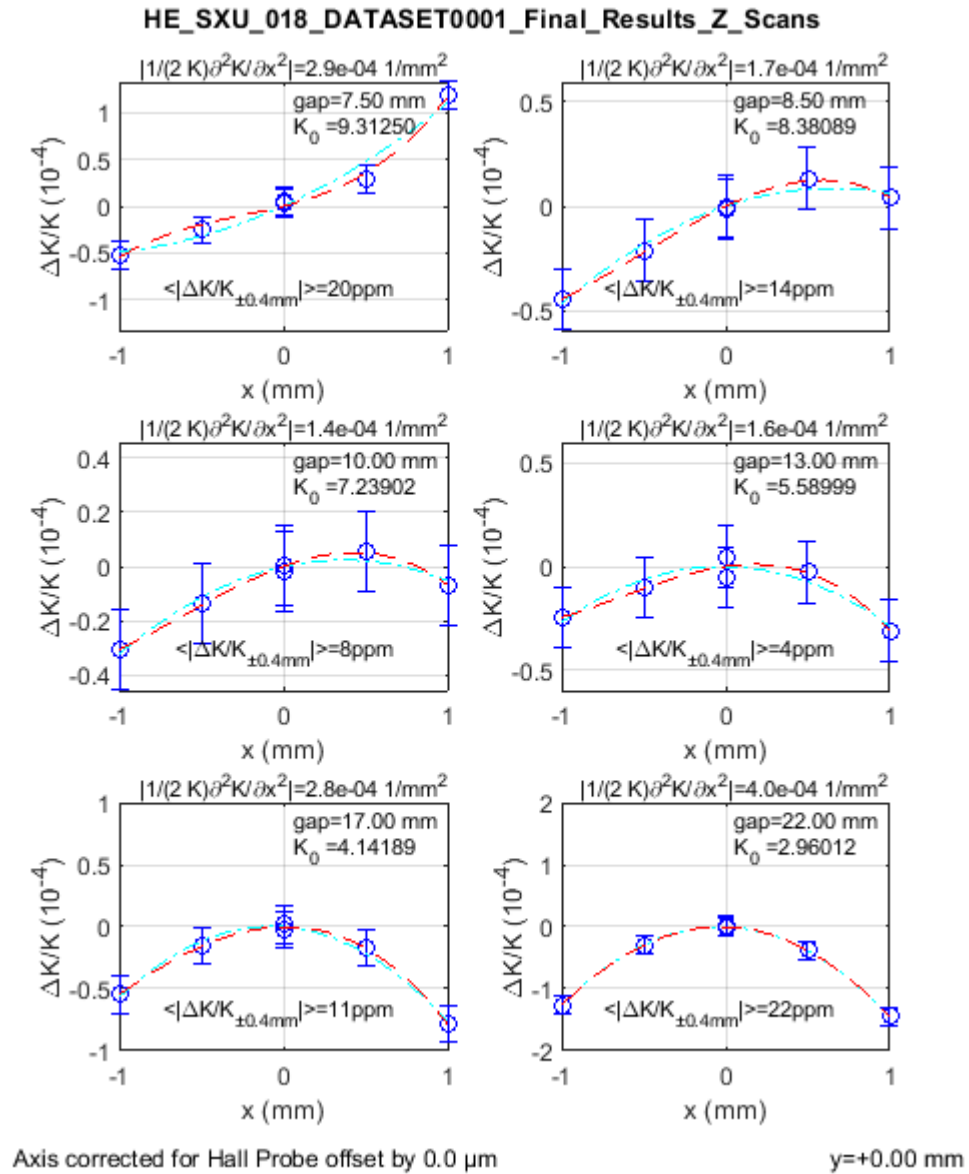 HE_SXU_018_DATASET0001_Final_Results_Z_Scans
|1/(2 K)∂²K/∂x²|=2.9e-04 1/mm²
gap=7.50 mm
K₀ =9.31250
1
0.5
0
-0.5
-1
ΔK/K (10⁻⁴)
<|ΔK/K±0.4mm|>=20ppm
-1 0 1
x (mm)
|1/(2 K)∂²K/∂x²|=1.7e-04 1/mm²
gap=8.50 mm
K₀ =8.38089
0.5
0
-0.5
ΔK/K (10⁻⁴)
<|ΔK/K±0.4mm|>=14ppm
-1 0 1
x (mm)
|1/(2 K)∂²K/∂x²|=1.4e-04 1/mm²
gap=10.00 mm
K₀ =7.23902
0.4
0.2
0
-0.2
-0.4
ΔK/K (10⁻⁴)
<|ΔK/K±0.4mm|>=8ppm
-1 0 1
x (mm)
|1/(2 K)∂²K/∂x²|=1.6e-04 1/mm²
gap=13.00 mm
K₀ =5.58999
0.5
0
-0.5
ΔK/K (10⁻⁴)
<|ΔK/K±0.4mm|>=4ppm
-1 0 1
x (mm)
|1/(2 K)∂²K/∂x²|=2.8e-04 1/mm²
gap=17.00 mm
K₀ =4.14189
1
0.5
0
-0.5
-1
ΔK/K (10⁻⁴)
<|ΔK/K±0.4mm|>=11ppm
-1 0 1
x (mm)
|1/(2 K)∂²K/∂x²|=4.0e-04 1/mm²
gap=22.00 mm
K₀ =2.96012
2
1
0
-1
-2
ΔK/K (10⁻⁴)
<|ΔK/K±0.4mm|>=22ppm
-1 0 1
x (mm)
Axis corrected for Hall Probe offset by 0.0 μm
y=+0.00 mm